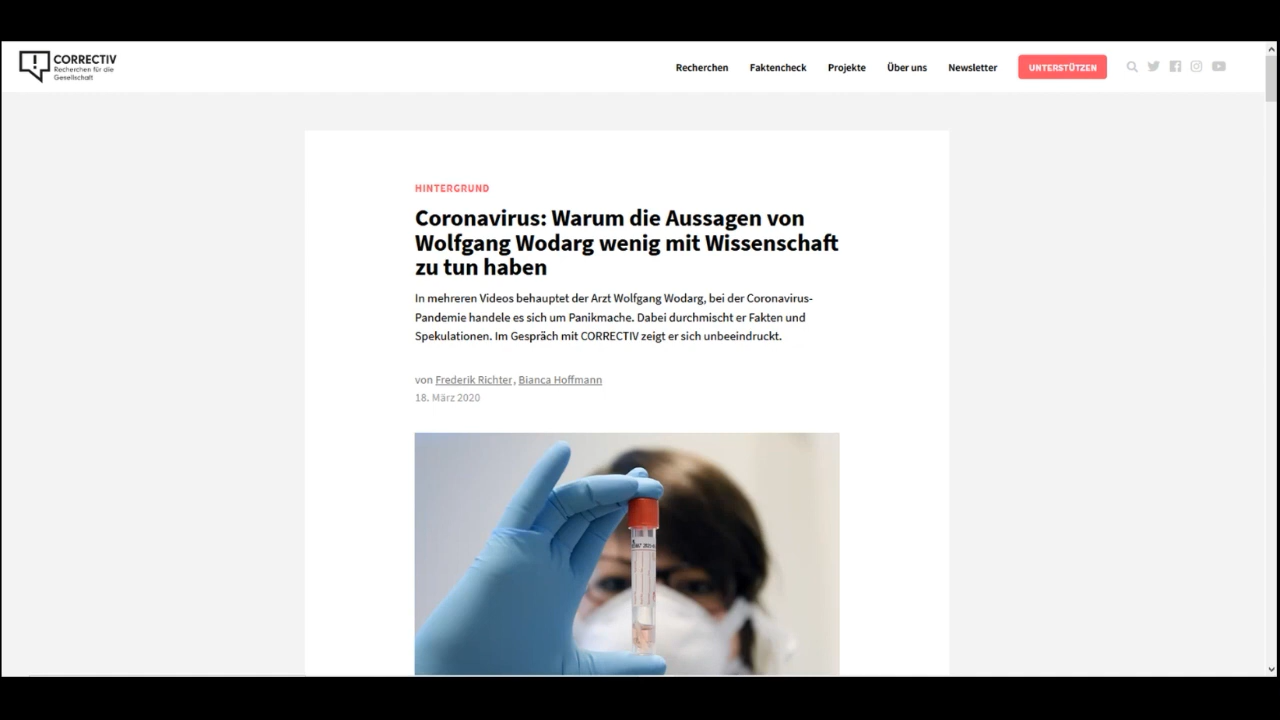 CORRECTIV
Recherchen für die
Gesellschaft
Recherchen Faktencheck Projekte Über uns Newsletter UNTERSTÜTZEN
HINTERGRUND
Coronavirus: Warum die Aussagen von
Wolfgang Wodarg wenig mit Wissenschaft
zu tun haben
In mehreren Videos behauptet der Arzt Wolfgang Wodarg, bei der Coronavirus-
Pandemie handele es sich um Panikmache. Dabei durchmischt er Fakten und
Spekulationen. Im Gespräch mit CORRECTIV zeigt er sich unbeeindruckt.
von Frederik Richter, Bianca Hoffmann
18. März 2020